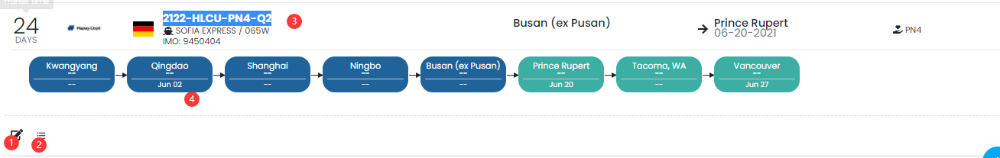 Transit Time
24
DAYS
Hapag-Lloyd
2122-HLCU-PN4-Q2
3
SOFIA EXPRESS / 065W
IMO: 9450404
Busan (ex Pusan)
Prince Rupert
06-20-2021
PN4
Kwangyang
--
--
Qingdao
--
Jun 02
Shanghai
--
--
Ningbo
--
--
Busan (ex Pusan)
--
--
Prince Rupert
--
Jun 20
Tacoma, WA
--
--
Vancouver
--
Jun 27
4
1
2